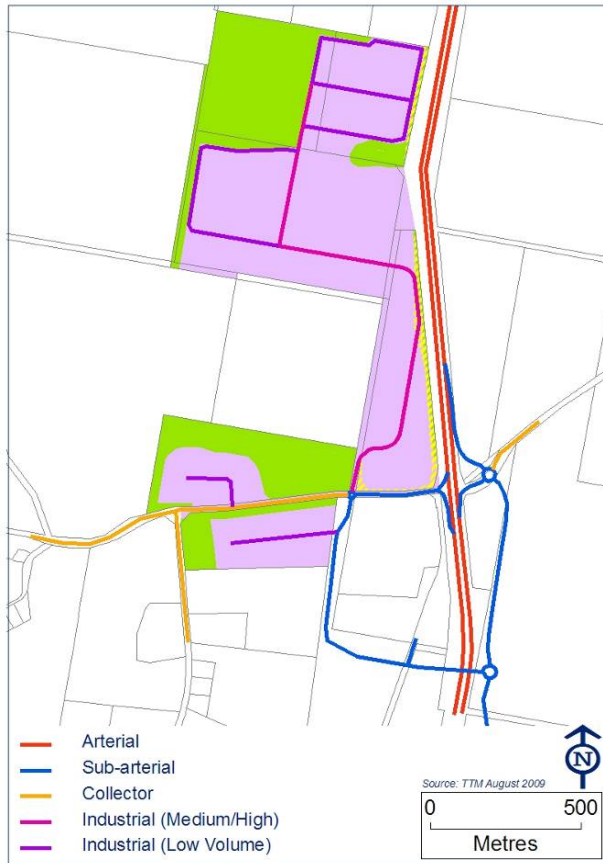 Arterial
Sub-arterial
Collector
Industrial (Medium/High)
Industrial (Low Volume)
N
Source: TTM August 2009
0 500
Metres